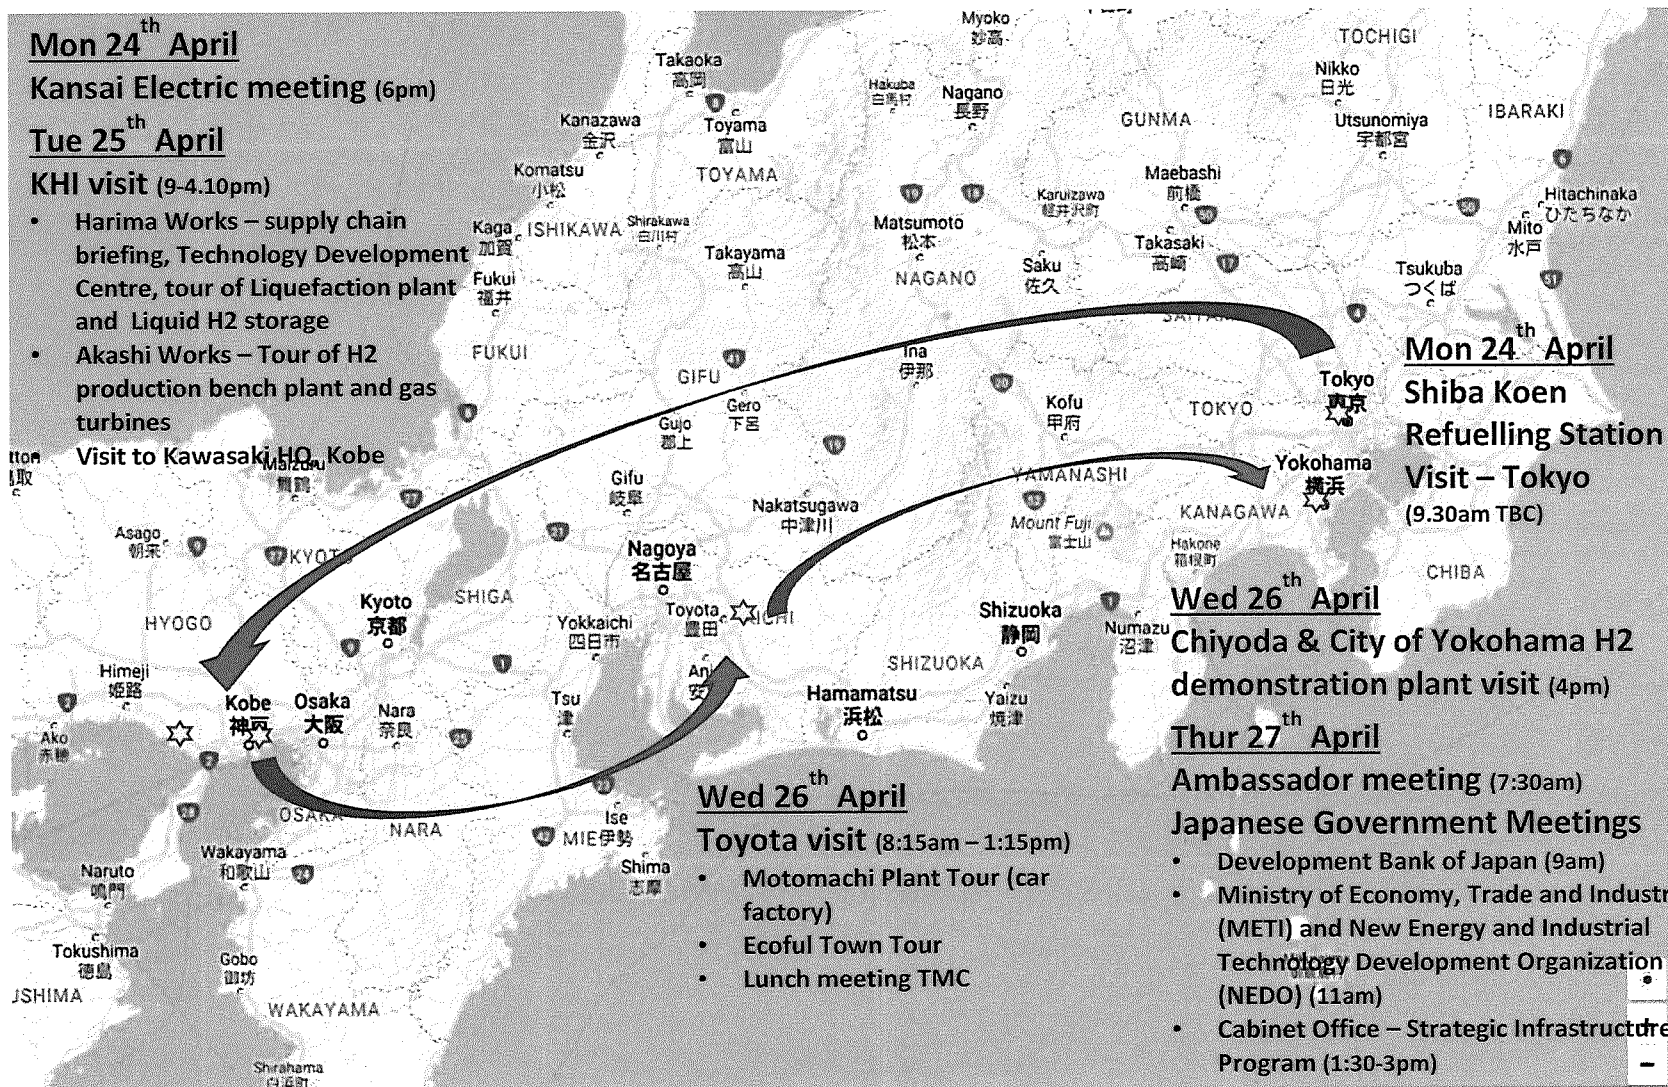 Mon 24th April
Kansai Electric meeting (6pm)
Tue 25th April
KHI visit (9-4.10pm)
• Harima Works – supply chain
briefing, Technology Development
Centre, tour of Liquefaction plant
and Liquid H2 storage
• Akashi Works – Tour of H2
production bench plant and gas
turbines
• Visit to Kawasaki HQ, Kobe
Mon 24th April
Shiba Koen
Refuelling Station
Visit – Tokyo
(9.30am TBC)
Wed 26th April
Toyota visit (8:15am – 1:15pm)
• Motomachi Plant Tour (car
factory)
• Ecoful Town Tour
• Lunch meeting TMC
Wed 26th April
Chiyoda & City of Yokohama H2
demonstration plant visit (4pm)
Thur 27th April
Ambassador meeting (7:30am)
Japanese Government Meetings
• Development Bank of Japan (9am)
• Ministry of Economy, Trade and Industr
(METI) and New Energy and Industrial
Technology Development Organization
(NEDO) (11am)
• Cabinet Office – Strategic Infrastructure
Program (1:30-3pm)
Myoko
妙高
TOCHIGI
Takaoka
高岡
Hakuba
白馬村
Nagano
長野
Nikko
日光
Kanazawa
金沢
Toyama
富山
GUNMA
Utsunomiya
宇都宮
IBARAKI
Komatsu
小松
TOYAMA
Maebashi
前橋
Karuizawa
軽井沢町
Hitachinaka
ひたちなか
Kaga
加賀
ISHIKAWA
Shirakawa
白川村
Matsumoto
松本
Takasaki
高崎
Mito
水戸
Takayama
高山
Fukui
福井
NAGANO
Saku
佐久
Tsukuba
つくば
FUKUI
GIFU
Ina
伊那
Tokyo
東京
Gero
下呂
Gujo
郡上
Kofu
甲府
TOKYO
Maizuru
舞鶴
Gifu
岐阜
Nakatsugawa
中津川
YAMANASHI
Yokohama
横浜
Mount Fuji
富士山
KANAGAWA
Hakone
箱根町
CHIBA
Asago
朝来
KYOT
Nagoya
名古屋
Kyoto
京都
SHIGA
HYOGO
Yokkaichi
四日市
Toyota
豊田
ICHI
Shizuoka
静岡
Numazu
沼津
SHIZUOKA
Himeji
姫路
Anj
安
Hamamatsu
浜松
Yaizu
焼津
Kobe
神戸
Osaka
大阪
Nara
奈良
Tsu
津
Ako
赤穂
OSAKA
NARA
Ise
伊勢
MIE
Shima
志摩
Wakayama
和歌山
Naruto
鳴門
Tokushima
徳島
Gobo
御坊
USHIMA
WAKAYAMA
Shirahama
白浜町
+
−